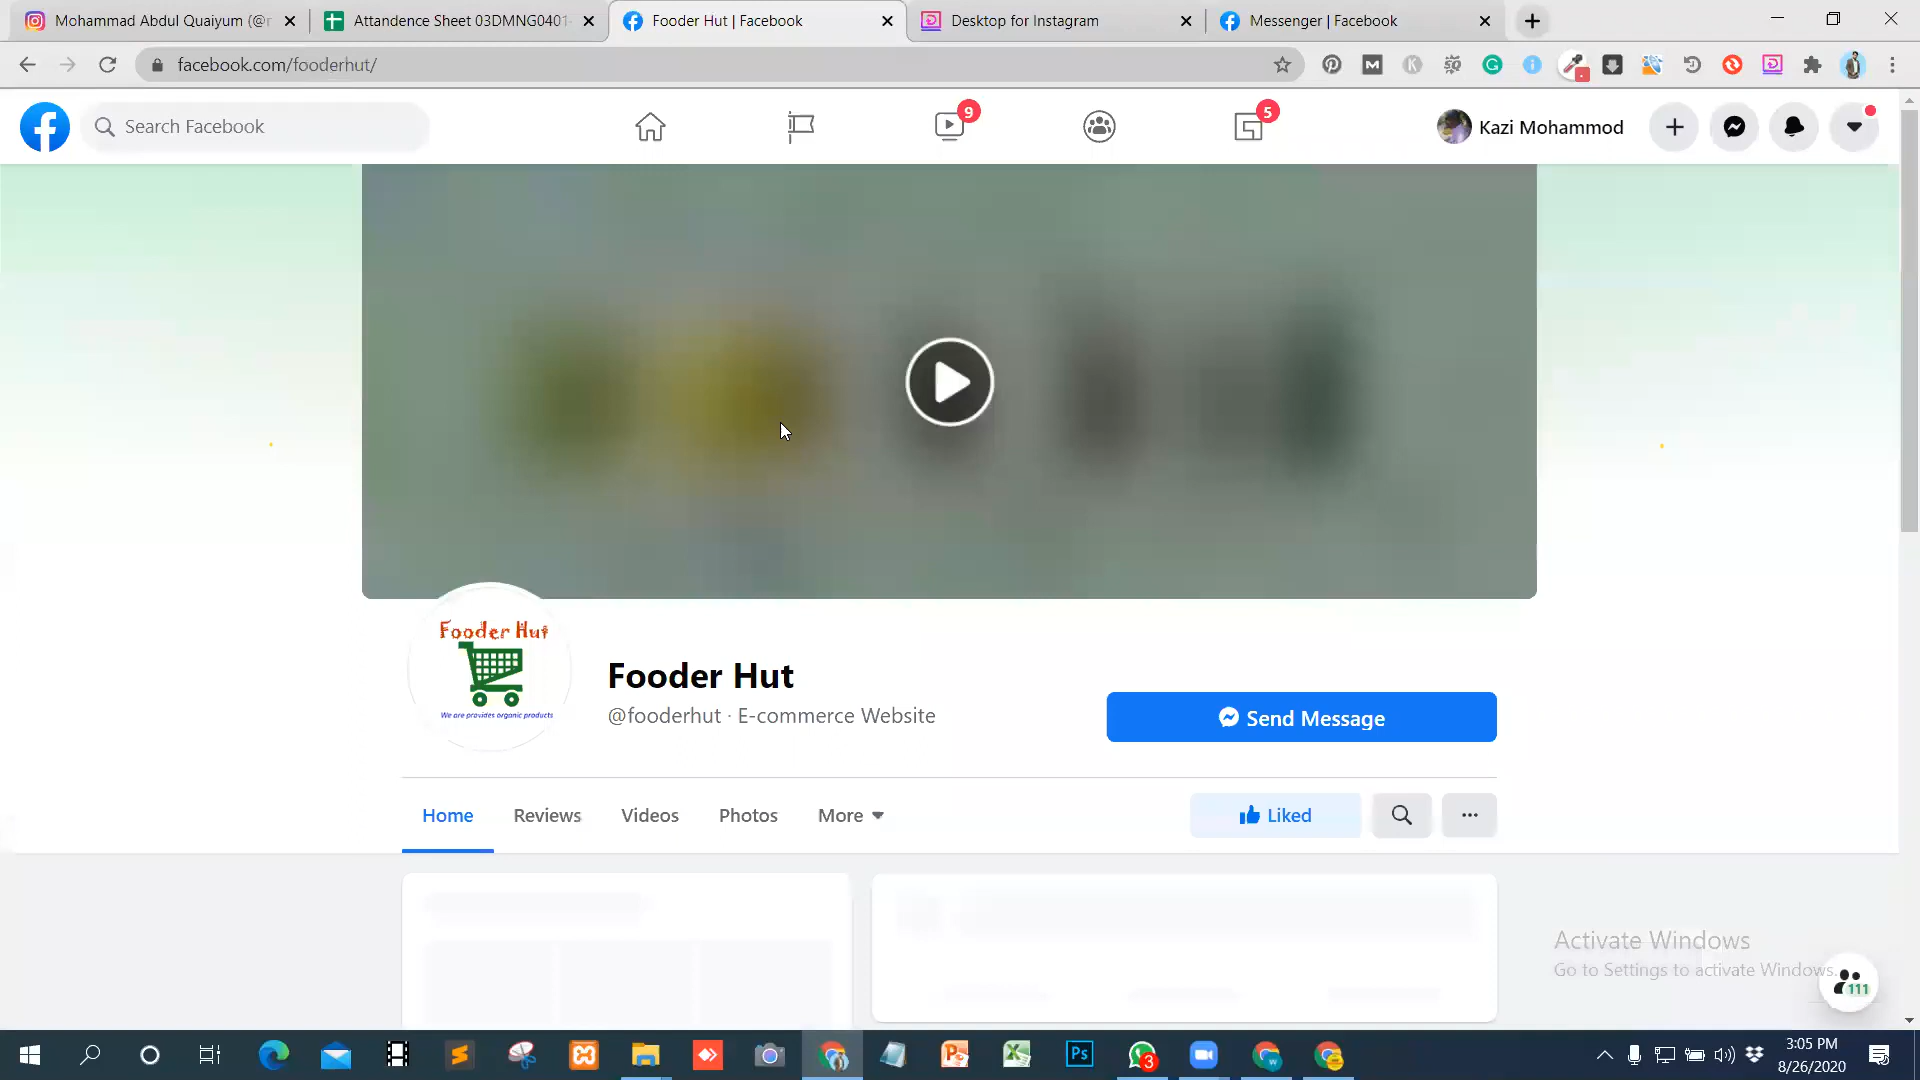 Mohammad Abdul Quaiyum (@r
Attandence Sheet 03DMNG0401-
Fooder Hut | Facebook
Desktop for Instagram
Messenger | Facebook
facebook.com/fooderhut/
Search Facebook
9
5
Kazi Mohammod
Fooder Hut
We are provides organic products
Fooder Hut
@fooderhut · E-commerce Website
Send Message
Home
Reviews
Videos
Photos
More
Liked
Activate Windows
Go to Settings to activate Windows.
111
3
3:05 PM
8/26/2020